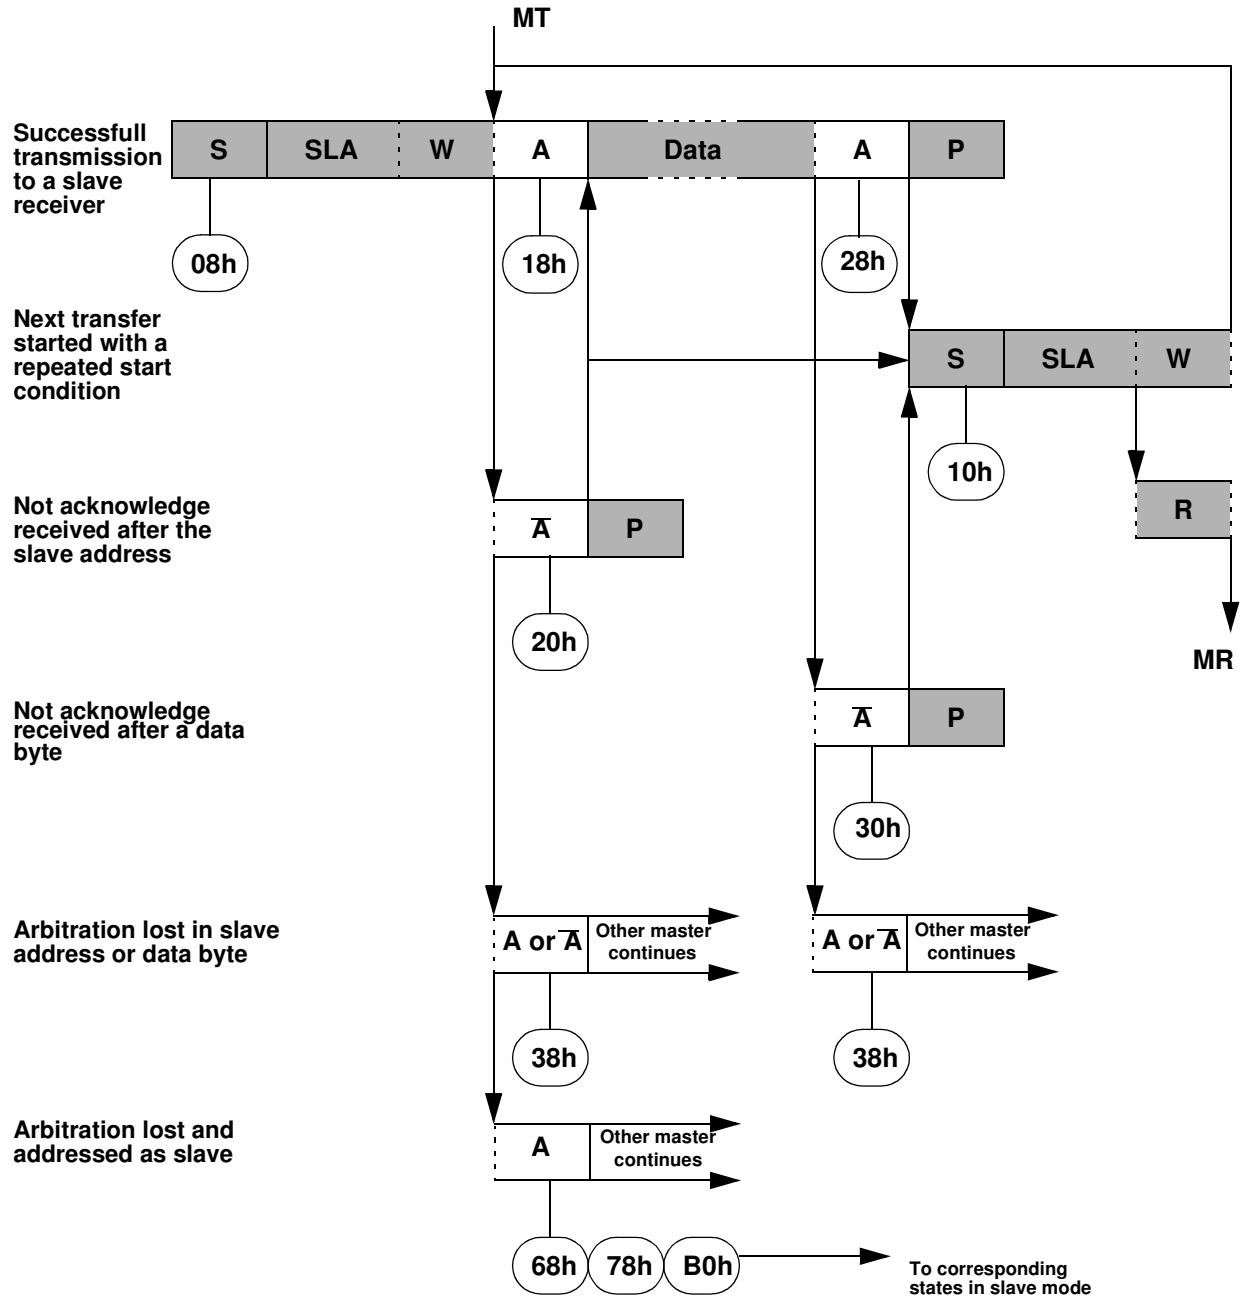 MT
Successfull
transmission
to a slave
receiver
S SLA W A Data A P
08h 18h 28h
Next transfer
started with a
repeated start
condition
S SLA W
10h
Not acknowledge
received after the
slave address
A̅ P
R
20h
MR
Not acknowledge
received after a data
byte
A̅ P
30h
Arbitration lost in slave
address or data byte
A or A̅ Other master
continues
A or A̅ Other master
continues
38h 38h
Arbitration lost and
addressed as slave
A Other master
continues
68h 78h B0h
To corresponding
states in slave mode